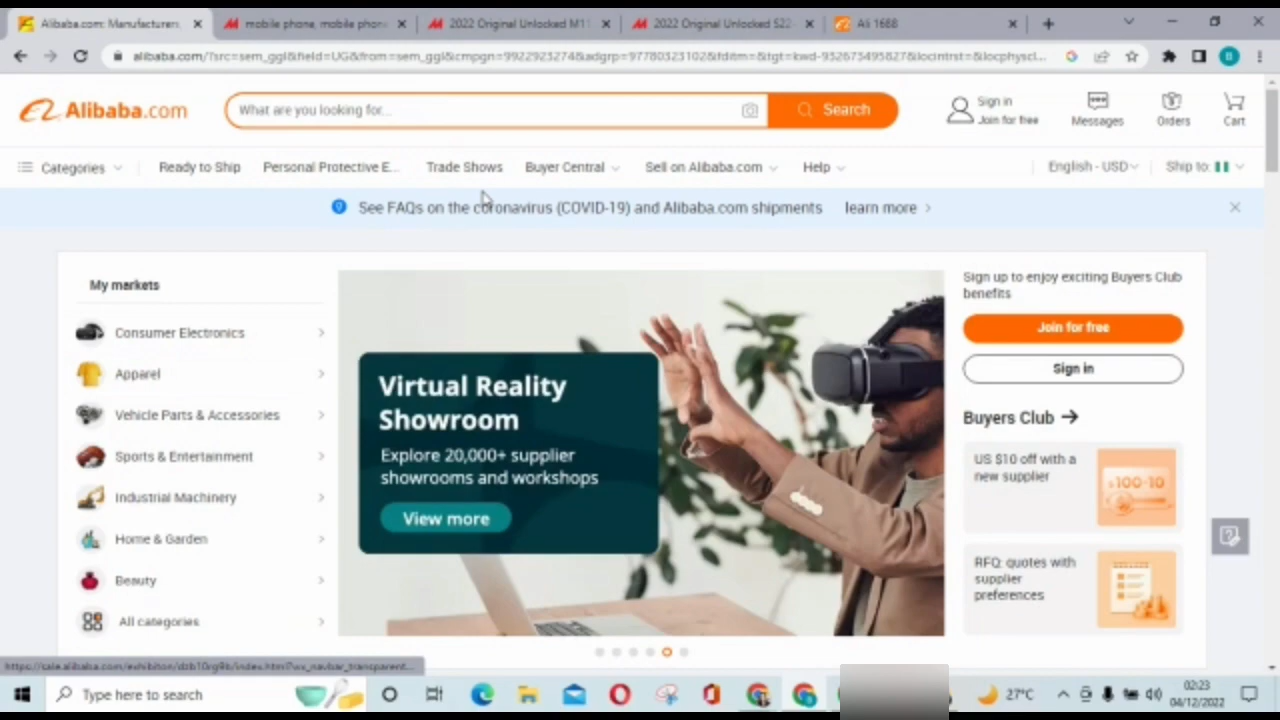 Alibaba.com: Manufacturers,
mobile phone, mobile phone
2022 Original Unlocked M11
2022 Original Unlocked S22
Ali 1688
Alibaba.com
What are you looking for...
Search
Sign in
Join for free
Messages
Orders
Cart
Categories
Ready to Ship
Personal Protective E...
Trade Shows
Buyer Central
Sell on Alibaba.com
Help
English - USD
Ship to:
See FAQs on the coronavirus (COVID-19) and Alibaba.com shipments
learn more
My markets
Consumer Electronics
Apparel
Vehicle Parts & Accessories
Sports & Entertainment
Industrial Machinery
Home & Garden
Beauty
All categories
Virtual Reality
Showroom
Explore 20,000+ supplier
showrooms and workshops
View more
Sign up to enjoy exciting Buyers Club
benefits
Join for free
Sign in
Buyers Club
US $10 off with a
new supplier
$100-10
RFQ: quotes with
supplier
preferences
Type here to search
27°C
02:23
04/12/2022